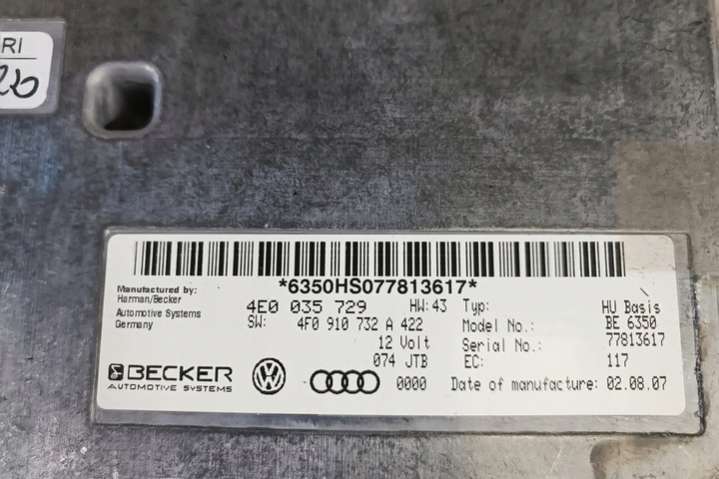 RI
*6350HS077813617*
Manufactured by:
Harman/Becker
Automotive Systems
Germany
4E0 035 729 HW:43 Typ: HU Basis
SW: 4F0 910 732 A 422 Model No.: BE 6350
12 Volt Serial No.: 77813617
074 JTB EC: 117
BECKER
AUTOMOTIVE SYSTEMS
0000 Date of manufacture: 02.08.07